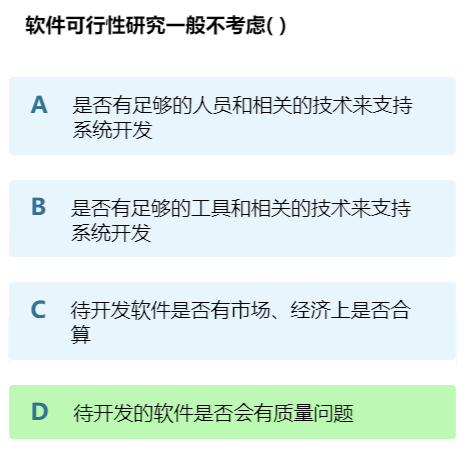 软件可行性研究一般不考虑( )
A 是否有足够的人员和相关的技术来支持
系统开发
B 是否有足够的工具和相关的技术来支持
系统开发
C 待开发软件是否有市场、经济上是否合
算
D 待开发的软件是否会有质量问题